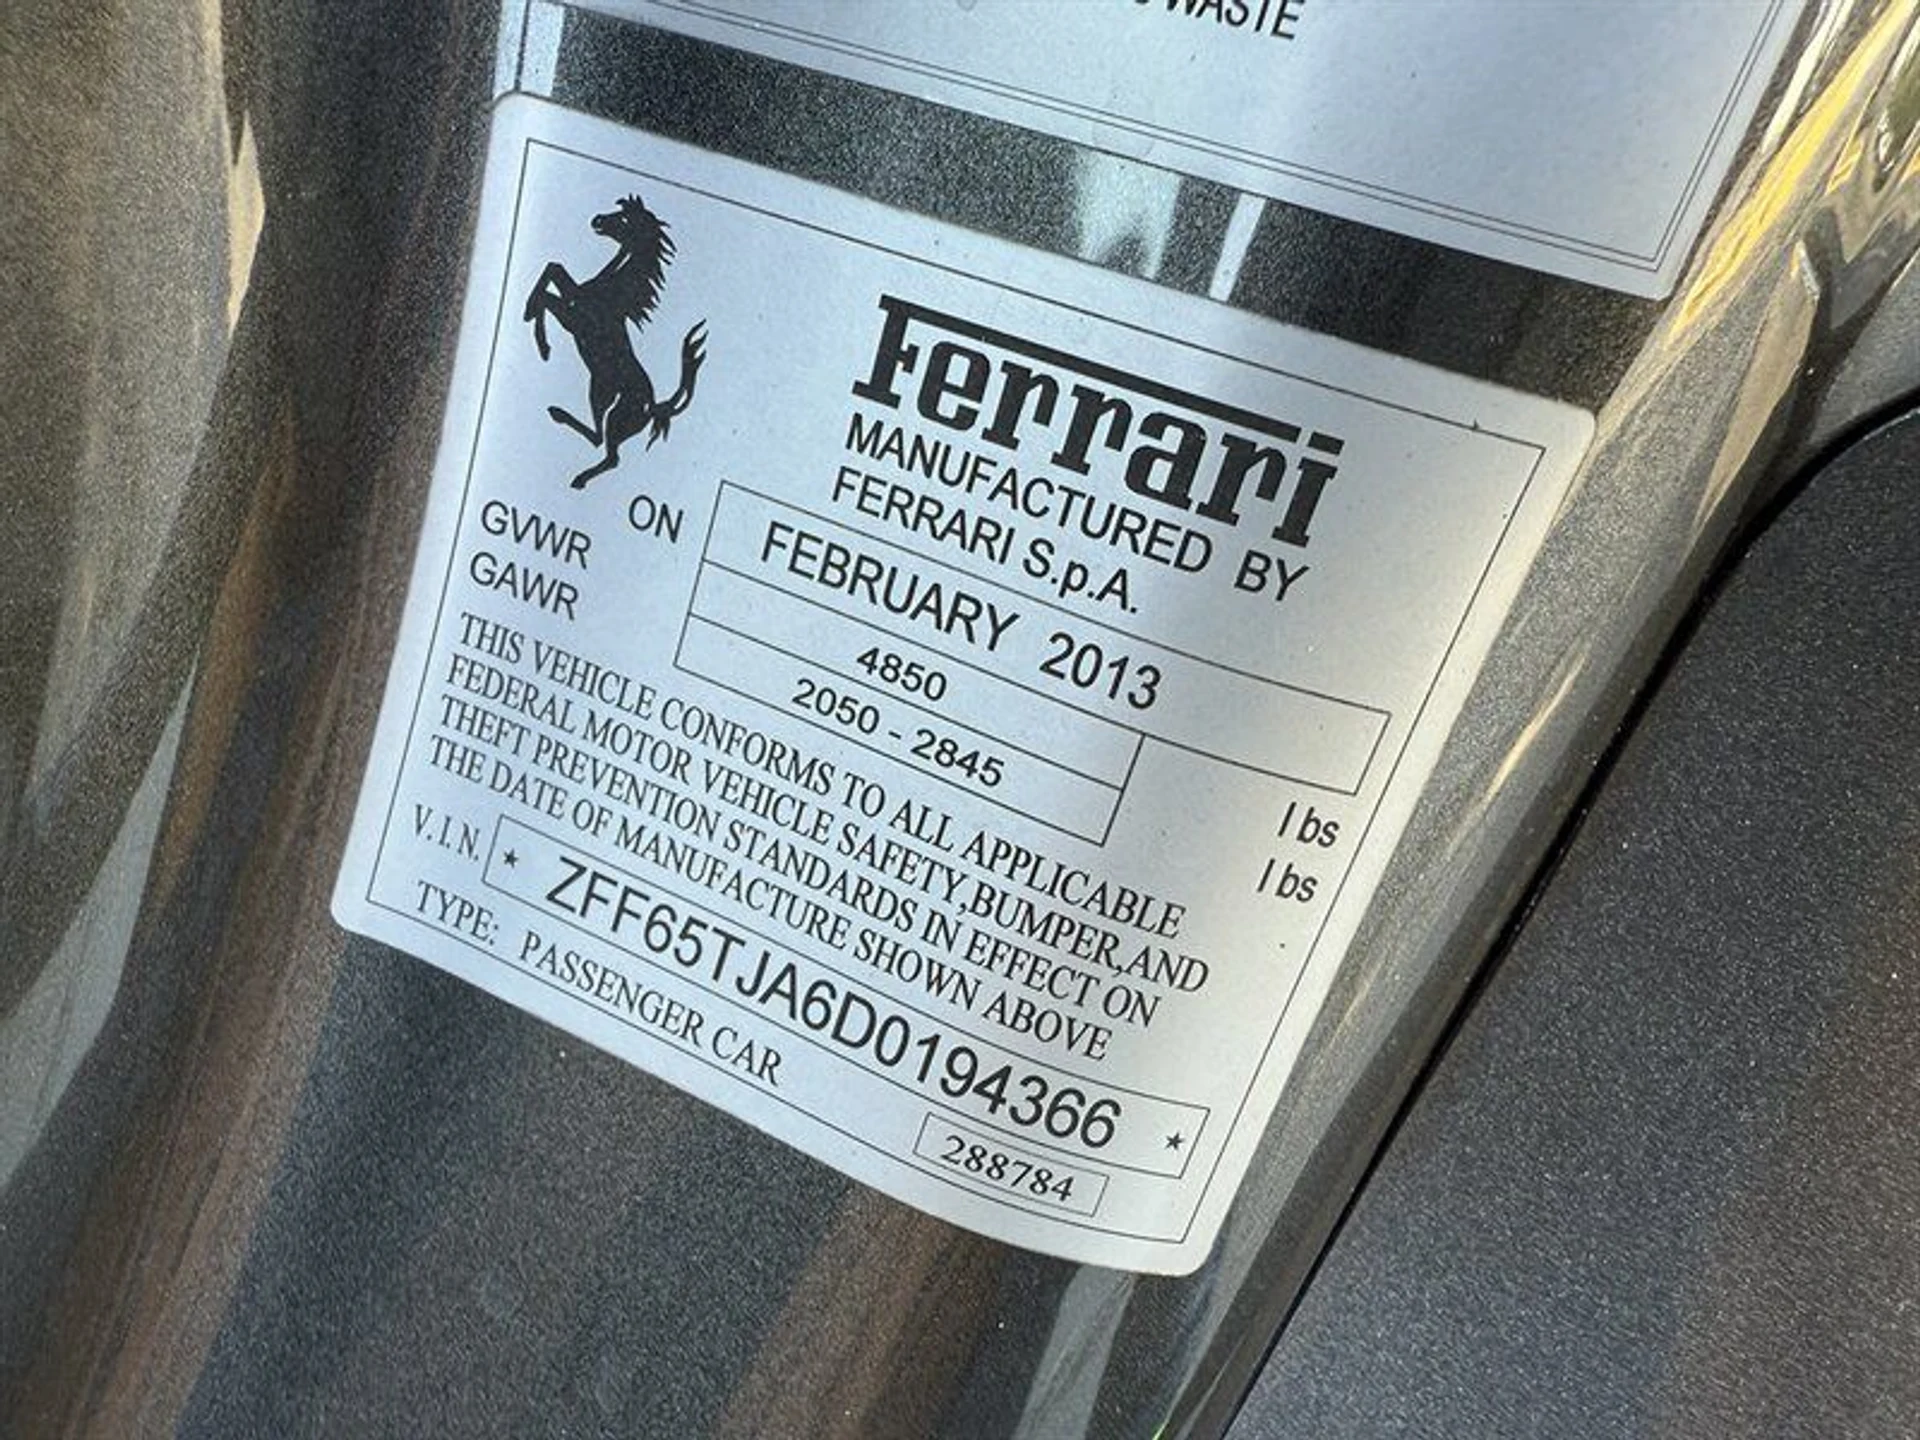 WASTE
Ferrari
MANUFACTURED BY
FERRARI S.p.A.
ON FEBRUARY 2013
GVWR 4850 lbs
GAWR 2050 - 2845 lbs
THIS VEHICLE CONFORMS TO ALL APPLICABLE
FEDERAL MOTOR VEHICLE SAFETY,BUMPER,AND
THEFT PREVENTION STANDARDS IN EFFECT ON
THE DATE OF MANUFACTURE SHOWN ABOVE
V.I.N. * ZFF65TJA6D0194366 *
TYPE: PASSENGER CAR 288784